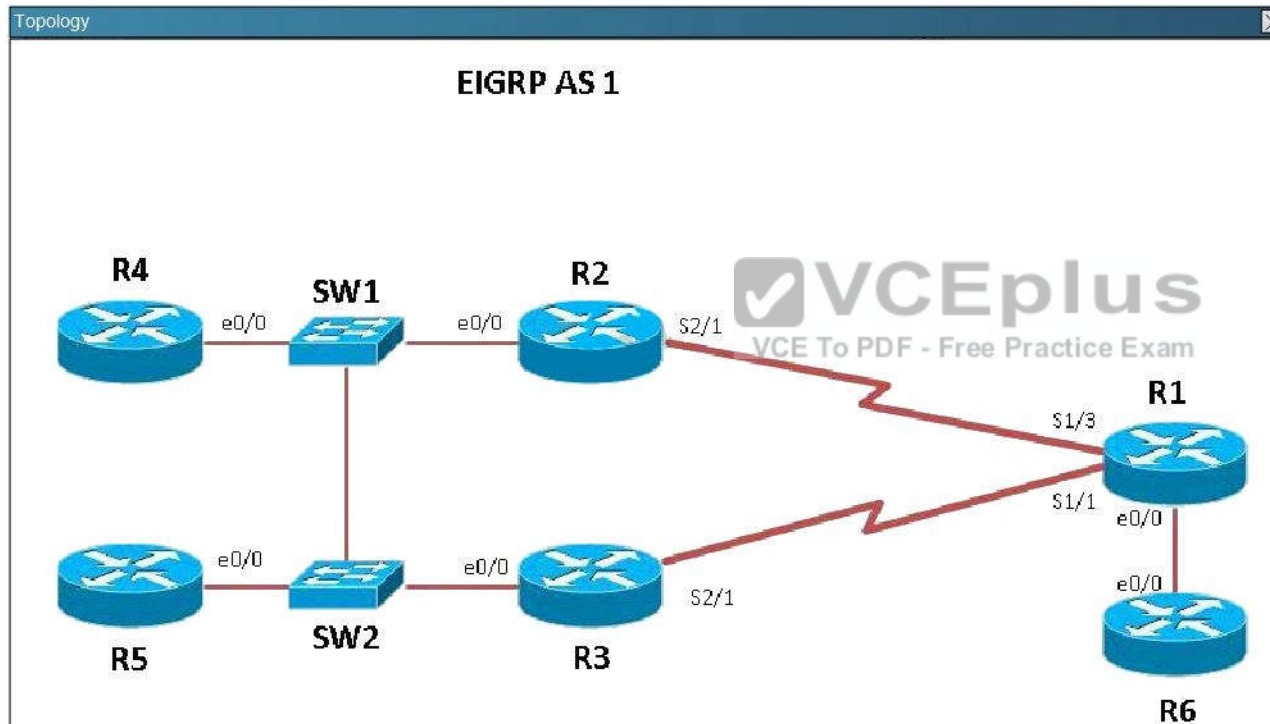 Topology
EIGRP AS 1
R4
SW1
R2
e0/0
e0/0
S2/1
VCEplus
VCE To PDF - Free Practice Exam
R1
S1/3
S1/1
e0/0
e0/0
e0/0
e0/0
S2/1
R5
SW2
R3
R6